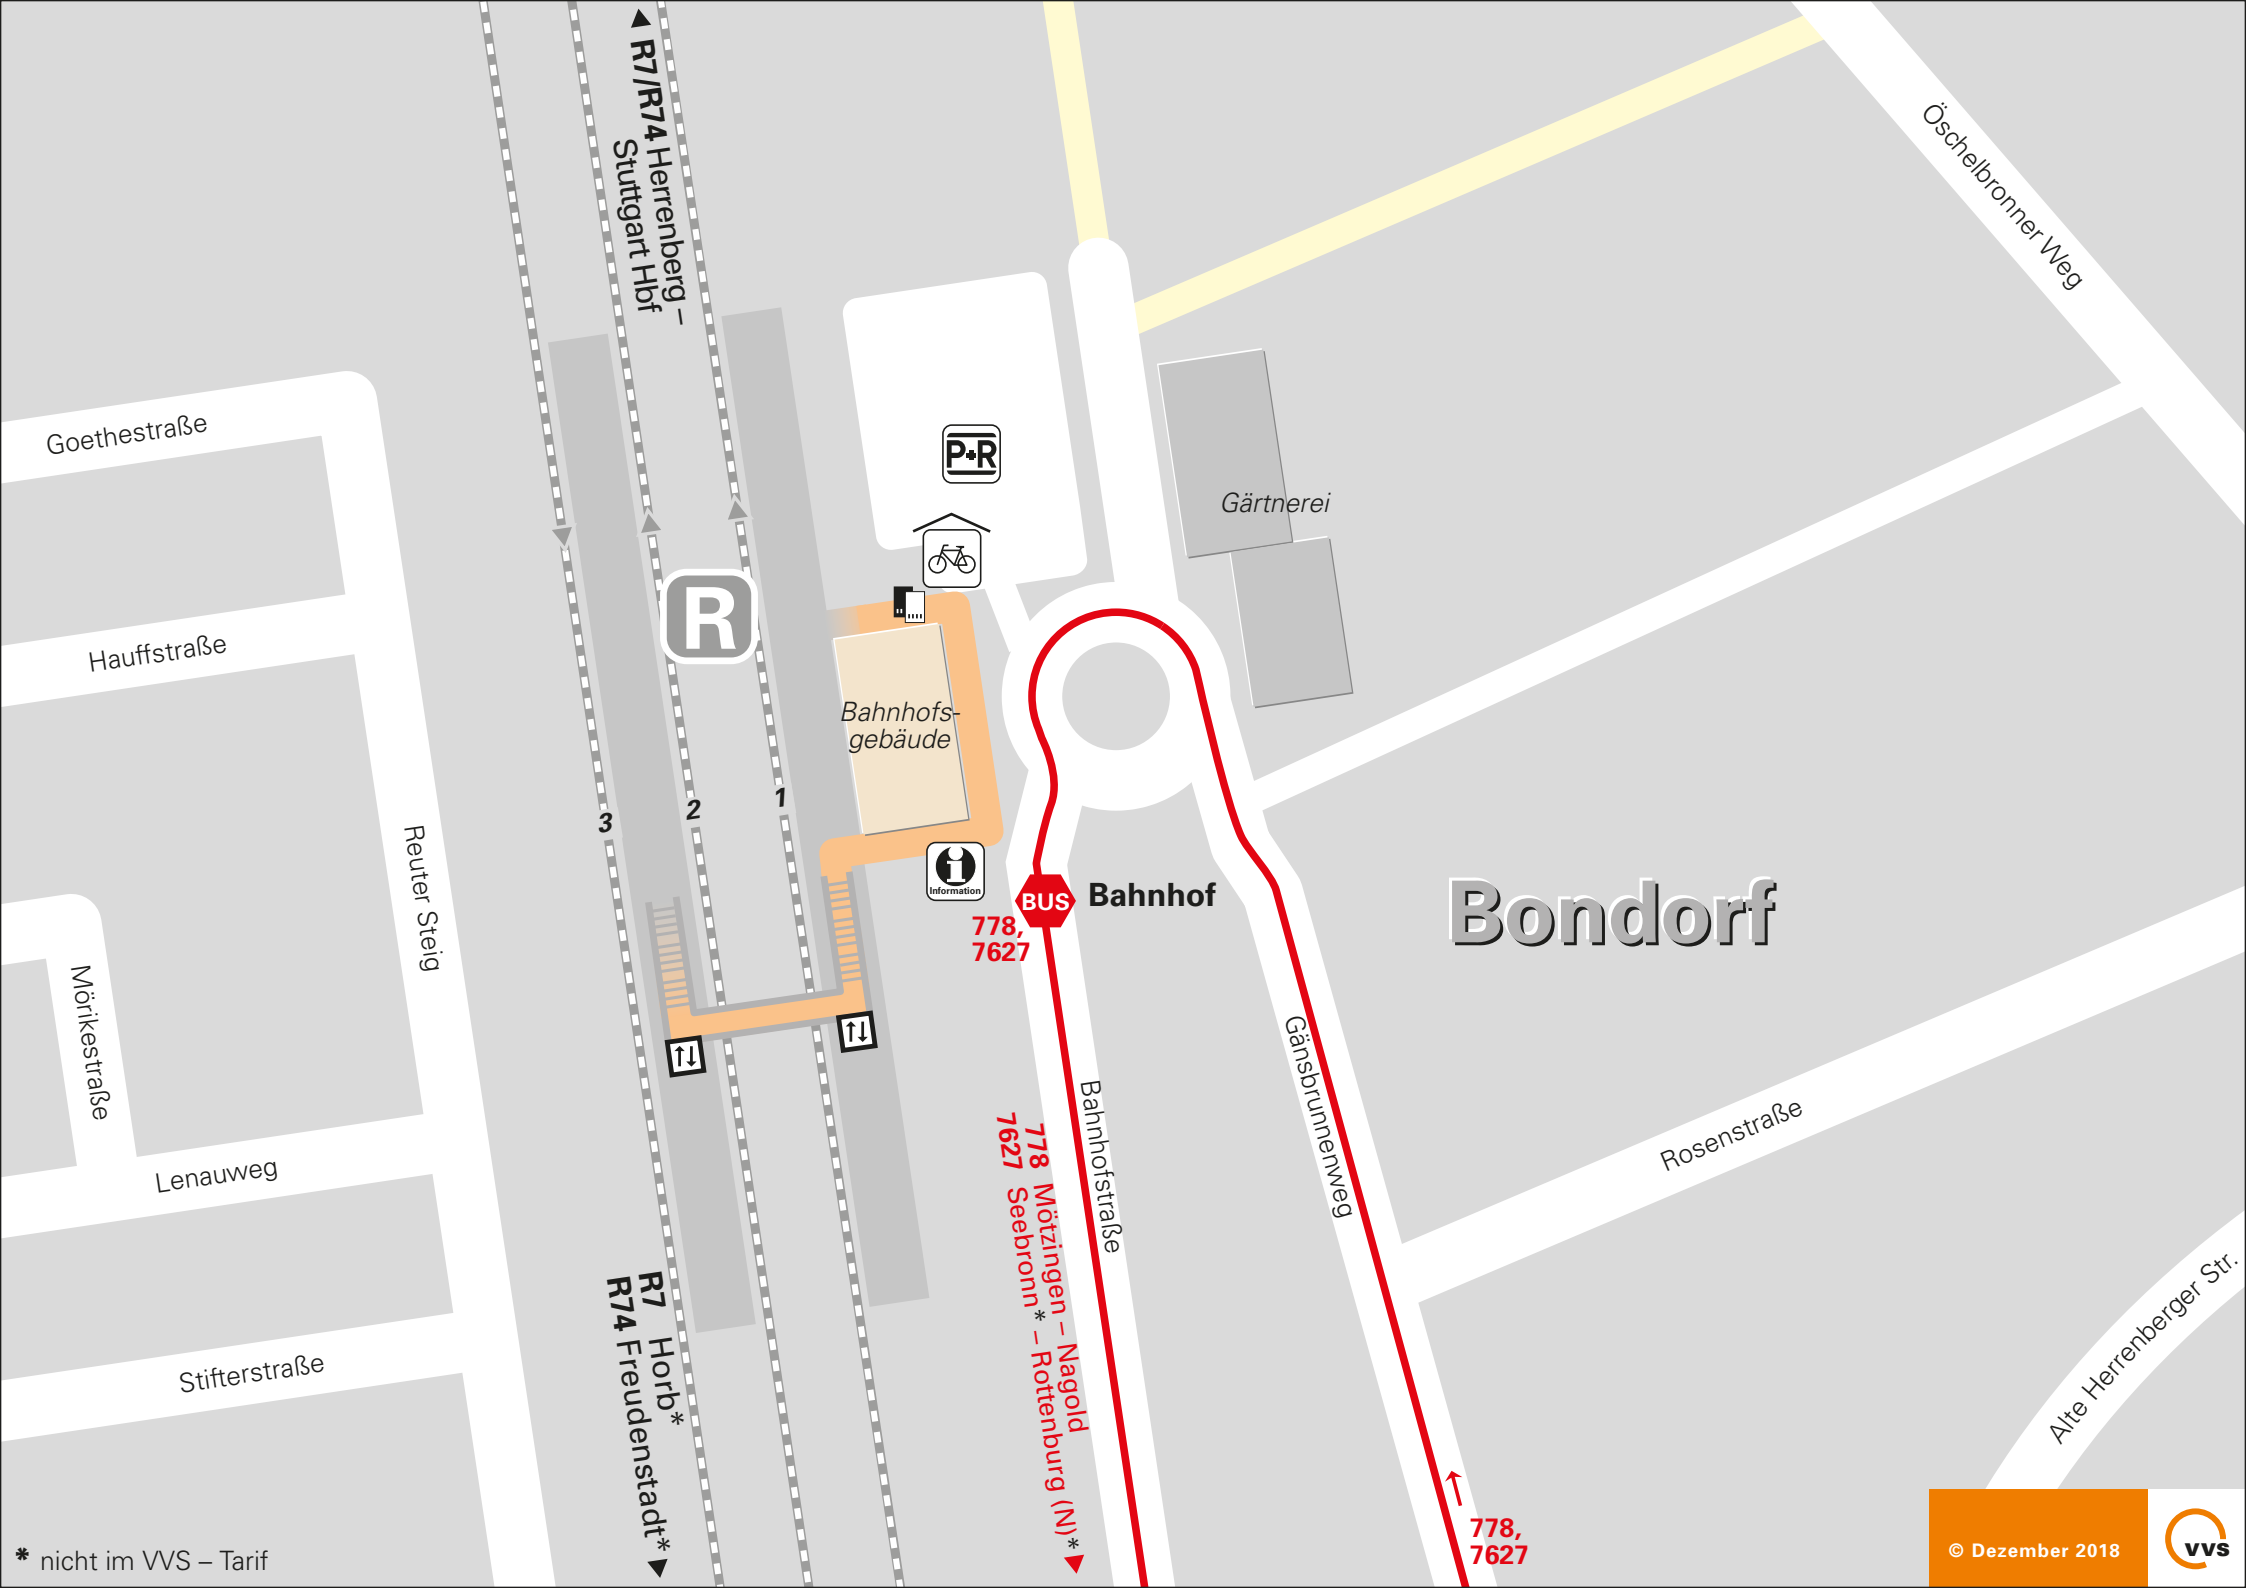 R7/R74 Herrenberg –
Stuttgart Hbf
Öschelbronner Weg
Goethestraße
P+R
Gärtnerei
R
Hauffstraße
Bahnhofs-
gebäude
1
2
3
Reuter Steig
Information
BUS Bahnhof
778,
7627
Bondorf
Mörikestraße
Gänsbrunnenweg
Bahnhofstraße
Rosenstraße
Lenauweg
778 Mötzingen – Nagold
7627 Seebronn* – Rottenburg (N)*
R7 Horb*
R74 Freudenstadt*
Alte Herrenberger Str.
Stifterstraße
778,
7627
* nicht im VVS – Tarif
© Dezember 2018
vvs